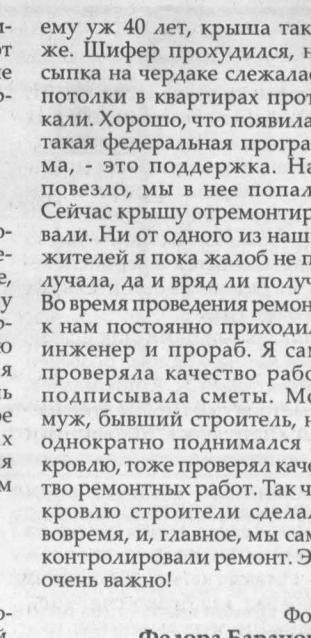 ему уж 40 лет, крыша так
же. Шифер прохудился, н
сыпка на чердаке слежалас
потолки в квартирах прот
кали. Хорошо, что появила
такая федеральная програ
ма, - это поддержка. На
повезло, мы в нее попал
Сейчас крышу отремонтир
вали. Ни от одного из наш
жителей я пока жалоб не п
лучала, да и вряд ли получ
Во время проведения ремон
к нам постоянно приходил
инженер и прораб. Я сам
проверяла качество рабо
подписывала сметы. Мо
муж, бывший строитель, н
однократно поднимался н
кровлю, тоже проверял каче
тво ремонтных работ. Так ч
кровлю строители сделал
вовремя, и, главное, мы сам
контролировали ремонт. Э
очень важно!
Фо
Федора